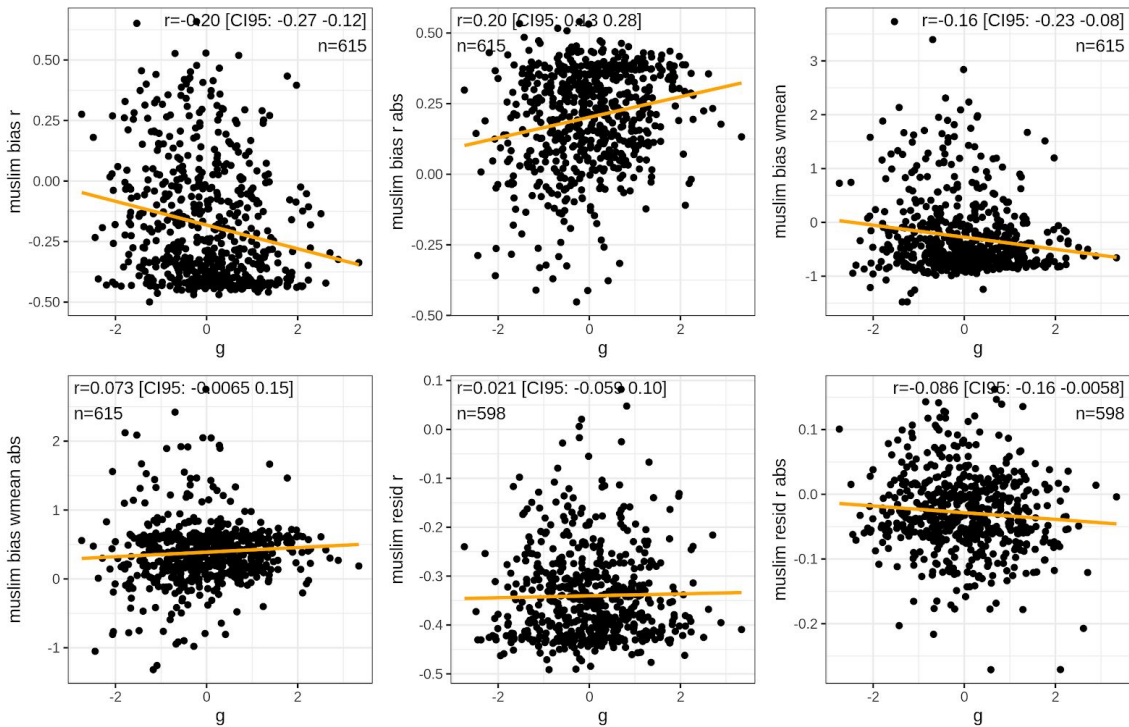 r=-0.20 [CI95: -0.27 -0.12]
n=615
0.50
0.25
0.00
-0.25
-0.50
muslim bias r
-2 0 2
g
r=0.20 [CI95: 0.13 0.28]
n=615
0.50
0.25
0.00
-0.25
-0.50
muslim bias r abs
-2 0 2
g
r=-0.16 [CI95: -0.23 -0.08]
n=615
3
2
1
0
-1
muslim bias wmean
-2 0 2
g
r=0.073 [CI95: -0.0065 0.15]
n=615
2
1
0
-1
muslim bias wmean abs
-2 0 2
g
r=0.021 [CI95: -0.059 0.10]
n=598
0.1
0.0
-0.1
-0.2
-0.3
-0.4
-0.5
muslim resid r
-2 0 2
g
r=-0.086 [CI95: -0.16 -0.0058]
n=598
0.1
0.0
-0.1
-0.2
muslim resid r abs
-2 0 2
g